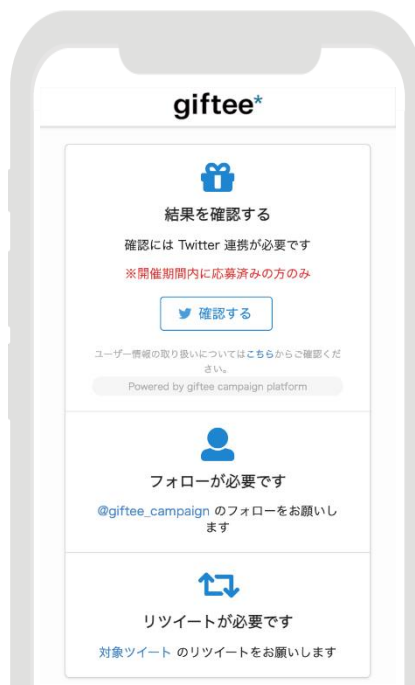 giftee*
結果を確認する
確認には Twitter 連携が必要です
※開催期間内に応募済みの方のみ
確認する
ユーザー情報の取り扱いについてはこちらからご確認くだ
さい。
Powered by giftee campaign platform
フォローが必要です
@giftee_campaign のフォローをお願いし
ます
リツイートが必要です
対象ツイート のリツイートをお願いします